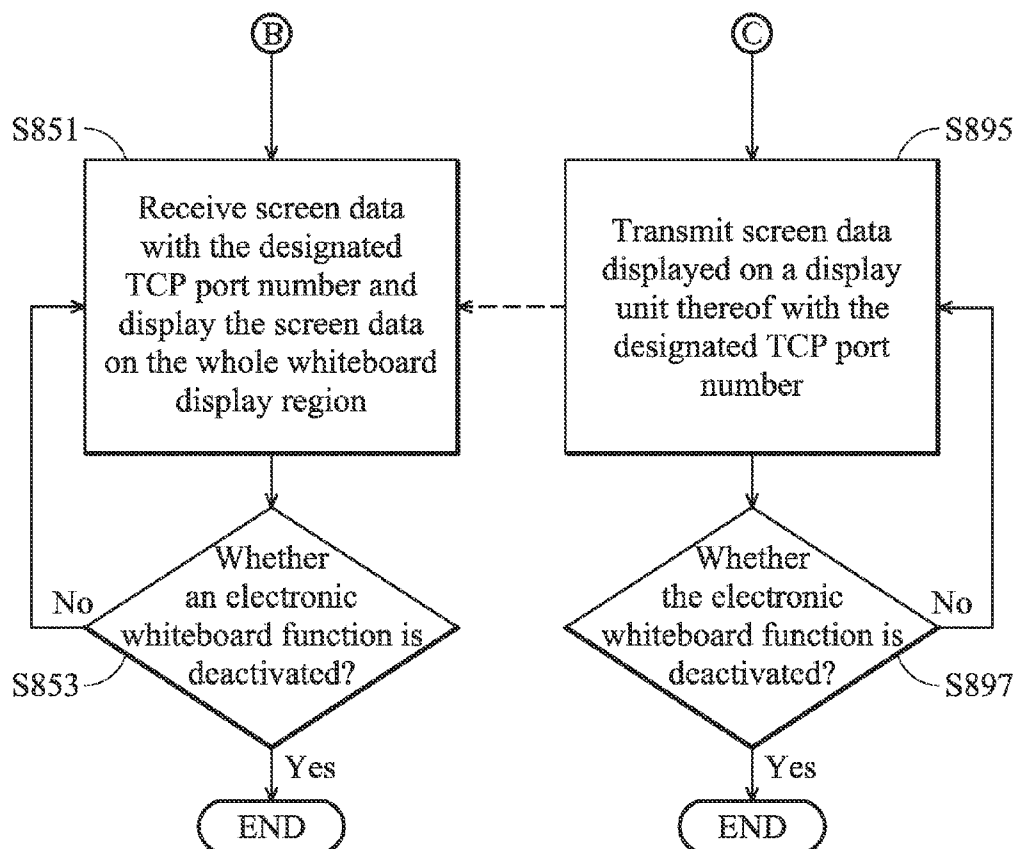 B
S851
Receive screen data
with the designated
TCP port number and
display the screen data
on the whole whiteboard
display region
No
Whether
an electronic
whiteboard function is
deactivated?
S853
Yes
END
C
S895
Transmit screen data
displayed on a display
unit thereof with the
designated TCP port
number
Whether
the electronic
whiteboard function is
deactivated?
No
S897
Yes
END